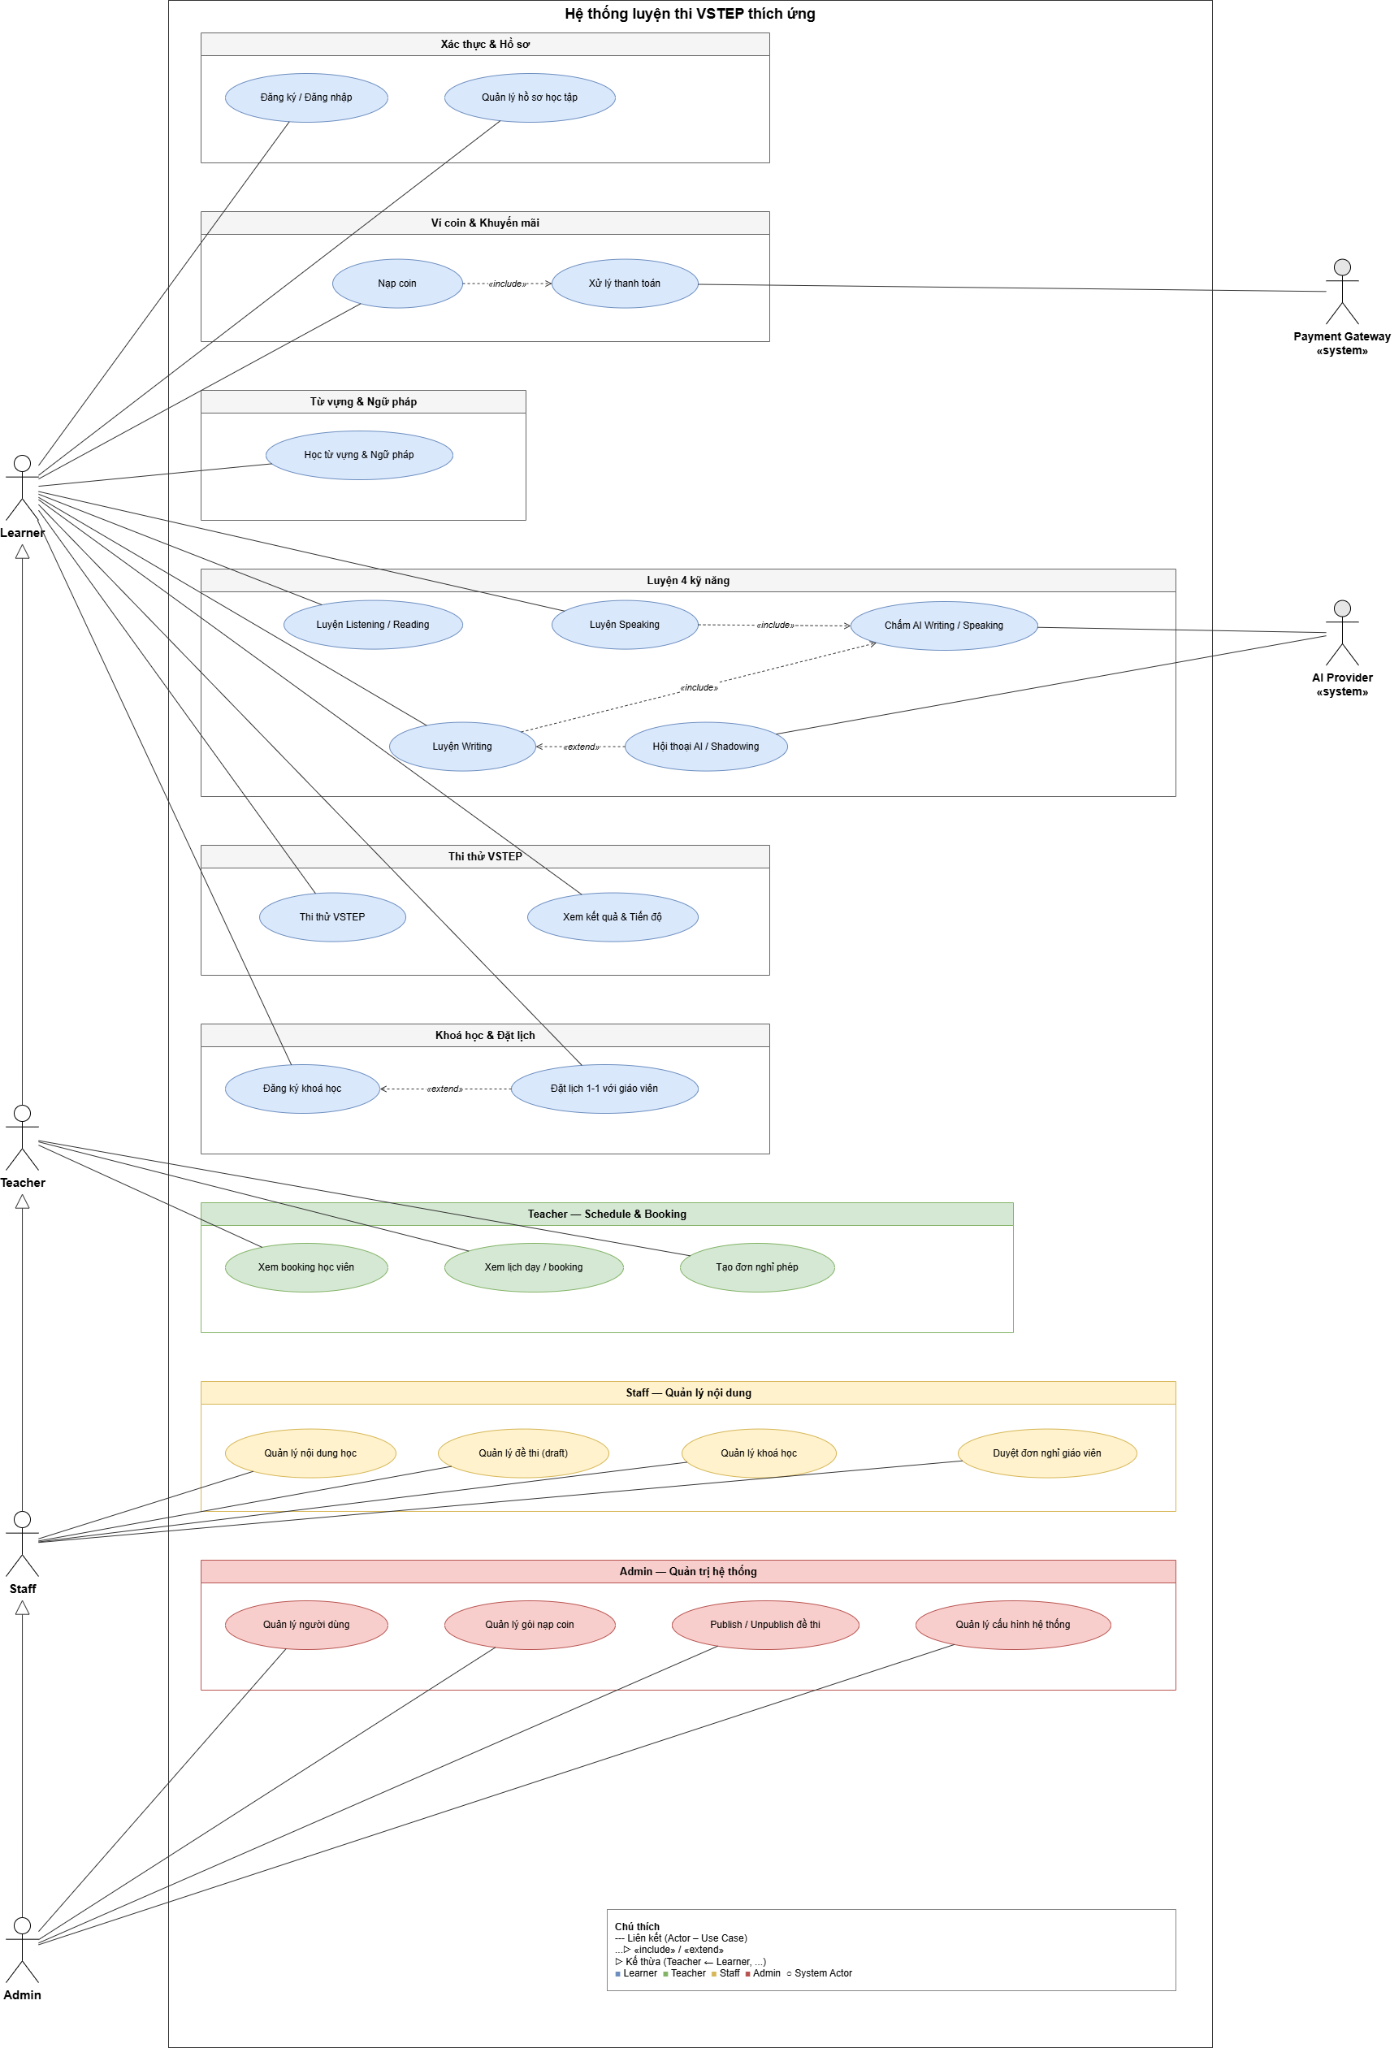 Hệ thống luyện thi VSTEP thích ứng
Xác thực & Hồ sơ
Đăng ký / Đăng nhập
Quản lý hồ sơ học tập
Ví coin & Khuyến mãi
Nạp coin
«include»
Xử lý thanh toán
Payment Gateway
«system»
Từ vựng & Ngữ pháp
Học từ vựng & Ngữ pháp
Learner
Luyện 4 kỹ năng
Luyện Listening / Reading
Luyện Speaking
«include»
Chấm AI Writing / Speaking
AI Provider
«system»
«include»
Luyện Writing
«extend»
Hội thoại AI / Shadowing
Thi thử VSTEP
Thi thử VSTEP
Xem kết quả & Tiến độ
Khoá học & Đặt lịch
Đăng ký khoá học
«extend»
Đặt lịch 1-1 với giáo viên
Teacher
Teacher — Schedule & Booking
Xem booking học viên
Xem lịch dạy / booking
Tạo đơn nghỉ phép
Staff — Quản lý nội dung
Quản lý nội dung học
Quản lý đề thi (draft)
Quản lý khoá học
Duyệt đơn nghỉ giáo viên
Staff
Admin — Quản trị hệ thống
Quản lý người dùng
Quản lý gói nạp coin
Publish / Unpublish đề thi
Quản lý cấu hình hệ thống
Admin
Chú thích
--- Liên kết (Actor – Use Case)
...▷ «include» / «extend»
▷ Kế thừa (Teacher ← Learner, ...)
■ Learner ■ Teacher ■ Staff ■ Admin ○ System Actor